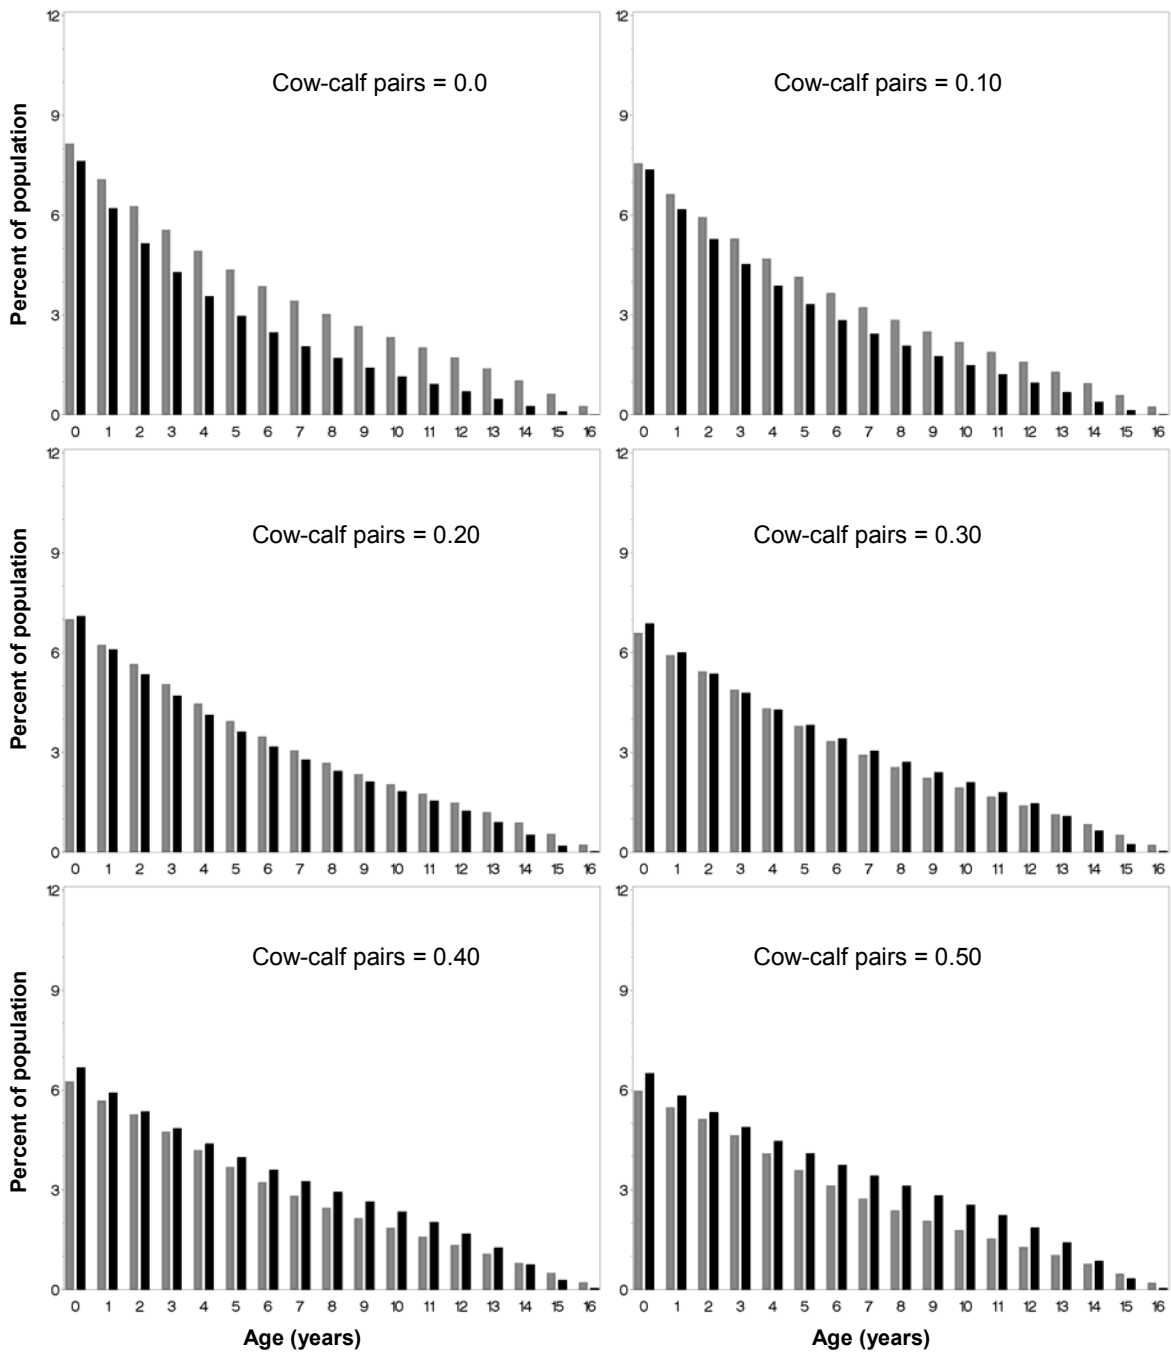 12
9
6
3
0
Percent of population
Cow-calf pairs = 0.0
0 1 2 3 4 5 6 7 8 9 10 11 12 13 14 15 16
12
9
6
3
0
Cow-calf pairs = 0.10
0 1 2 3 4 5 6 7 8 9 10 11 12 13 14 15 16
12
9
6
3
0
Percent of population
Cow-calf pairs = 0.20
0 1 2 3 4 5 6 7 8 9 10 11 12 13 14 15 16
12
9
6
3
0
Cow-calf pairs = 0.30
0 1 2 3 4 5 6 7 8 9 10 11 12 13 14 15 16
12
9
6
3
0
Percent of population
Cow-calf pairs = 0.40
0 1 2 3 4 5 6 7 8 9 10 11 12 13 14 15 16
Age (years)
12
9
6
3
0
Cow-calf pairs = 0.50
0 1 2 3 4 5 6 7 8 9 10 11 12 13 14 15 16
Age (years)